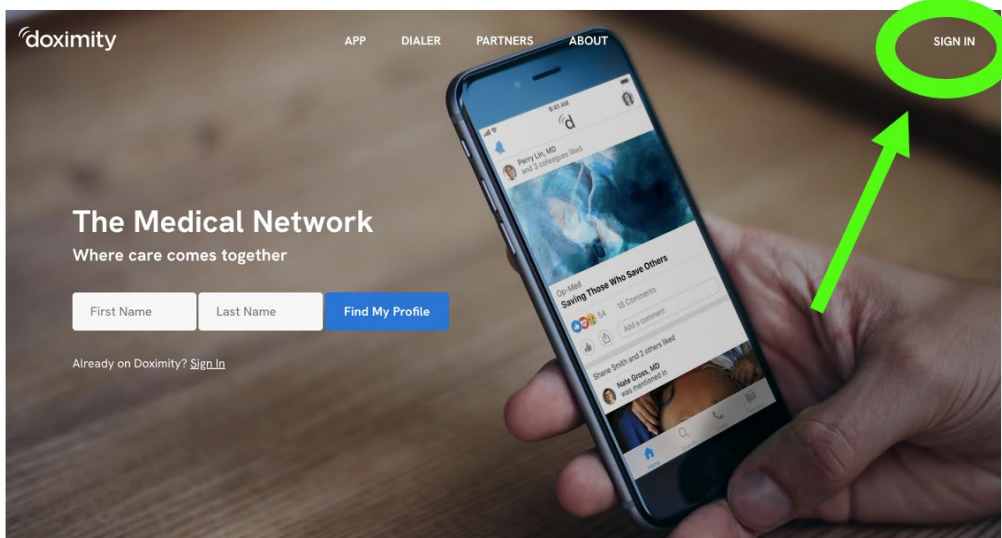 doximity
APP DIALER PARTNERS ABOUT
SIGN IN
9:41 AM
d
Perry Lin, MD
and 3 colleagues liked
The Medical Network
Where care comes together
First Name Last Name Find My Profile
Already on Doximity? Sign In
Op-Med
Saving Those Who Save Others
54 18 Comments
Add a comment
Shane Smith and 2 others liked
Nate Gross, MD
was mentioned in
Home